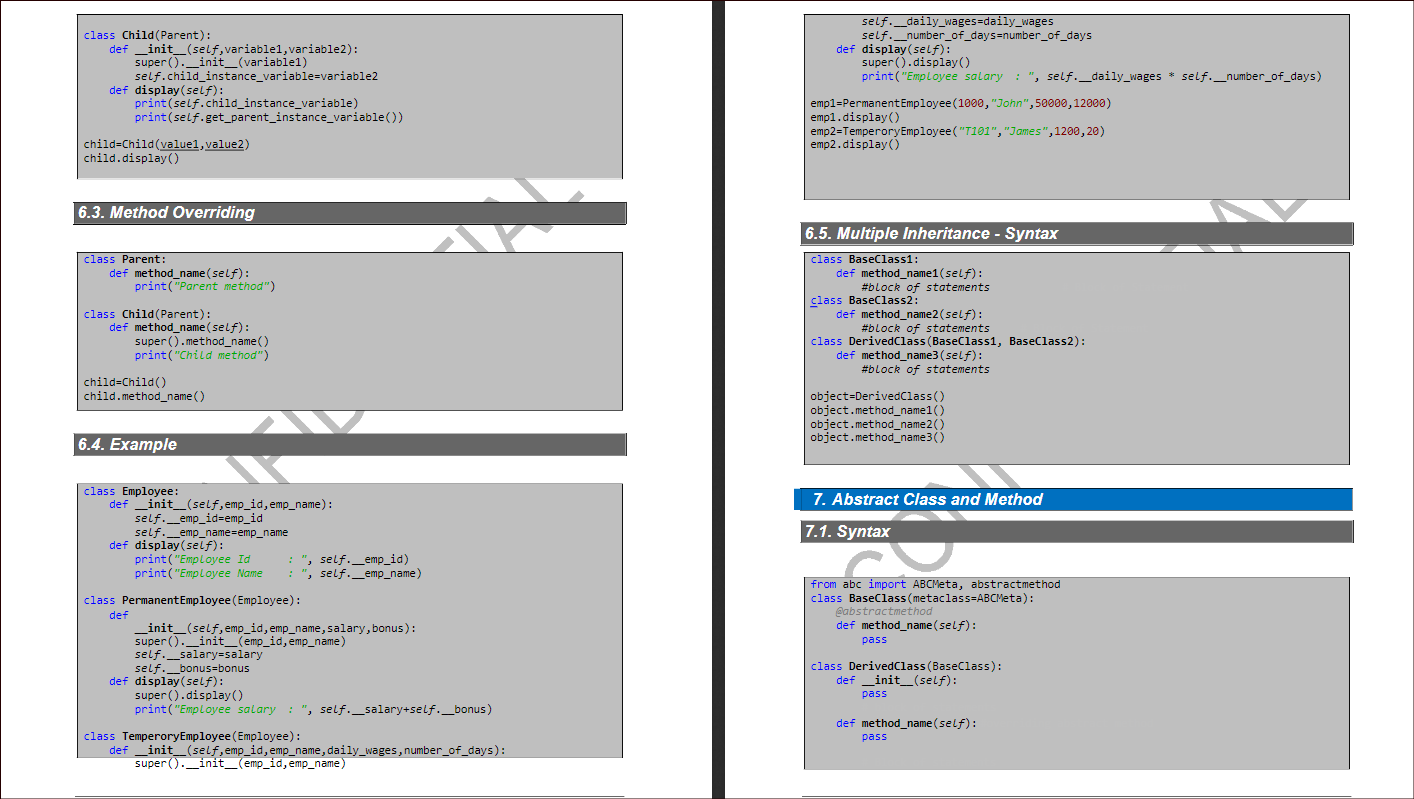 class Child(Parent):
    def __init__(self,variable1,variable2):
        super().__init__(variable1)
        self.child_instance_variable=variable2
    def display(self):
        print(self.child_instance_variable)
        print(self.get_parent_instance_variable())
child=Child(value1,value2)
child.display()
6.3. Method Overriding
class Parent:
    def method_name(self):
        print("Parent method")
class Child(Parent):
    def method_name(self):
        super().method_name()
        print("Child method")
child=Child()
child.method_name()
6.4. Example
class Employee:
    def __init__(self,emp_id,emp_name):
        self.__emp_id=emp_id
        self.__emp_name=emp_name
    def display(self):
        print("Employee Id      : ", self.__emp_id)
        print("Employee Name    : ", self.__emp_name)
class PermanentEmployee(Employee):
    def
        __init__(self,emp_id,emp_name,salary,bonus):
        super().__init__(emp_id,emp_name)
        self.__salary=salary
        self.__bonus=bonus
    def display(self):
        super().display()
        print("Employee salary  : ", self.__salary+self.__bonus)
class TemperoryEmployee(Employee):
    def __init__(self,emp_id,emp_name,daily_wages,number_of_days):
        super().__init__(emp_id,emp_name)
        self.__daily_wages=daily_wages
        self.__number_of_days=number_of_days
    def display(self):
        super().display()
        print("Employee salary  : ", self.__daily_wages * self.__number_of_days)
emp1=PermanentEmployee(1000,"John",50000,12000)
emp1.display()
emp2=TemperoryEmployee("T101","James",1200,20)
emp2.display()
6.5. Multiple Inheritance - Syntax
class BaseClass1:
    def method_name1(self):
        #block of statements
class BaseClass2:
    def method_name2(self):
        #block of statements
class DerivedClass(BaseClass1, BaseClass2):
    def method_name3(self):
        #block of statements
object=DerivedClass()
object.method_name1()
object.method_name2()
object.method_name3()
7. Abstract Class and Method
7.1. Syntax
from abc import ABCMeta, abstractmethod
class BaseClass(metaclass=ABCMeta):
    @abstractmethod
    def method_name(self):
        pass
class DerivedClass(BaseClass):
    def __init__(self):
        pass
    def method_name(self):
        pass